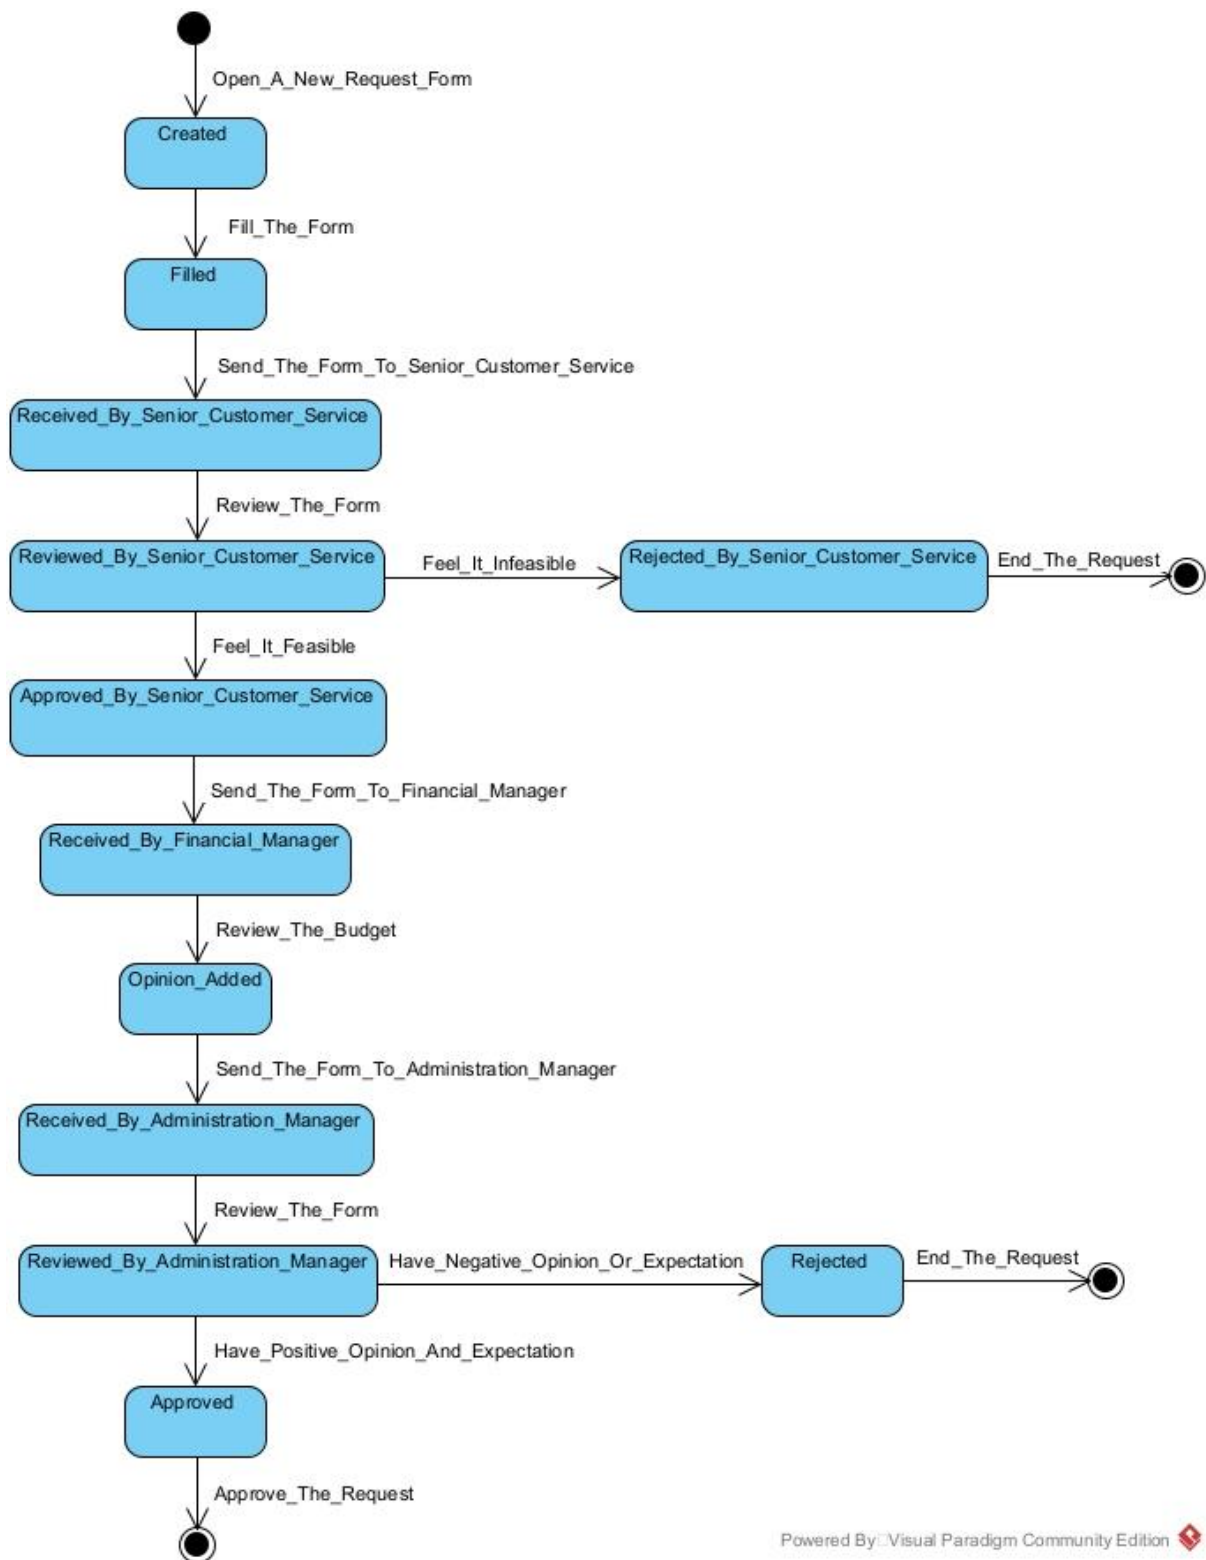 Open_A_New_Request_Form
Created
Fill_The_Form
Filled
Send_The_Form_To_Senior_Customer_Service
Received_By_Senior_Customer_Service
Review_The_Form
Reviewed_By_Senior_Customer_Service
Feel_It_Infeasible
Rejected_By_Senior_Customer_Service
End_The_Request
Feel_It_Feasible
Approved_By_Senior_Customer_Service
Send_The_Form_To_Financial_Manager
Received_By_Financial_Manager
Review_The_Budget
Opinion_Added
Send_The_Form_To_Administration_Manager
Received_By_Administration_Manager
Review_The_Form
Reviewed_By_Administration_Manager
Have_Negative_Opinion_Or_Expectation
Rejected
End_The_Request
Have_Positive_Opinion_And_Expectation
Approved
Approve_The_Request
Powered By Visual Paradigm Community Edition